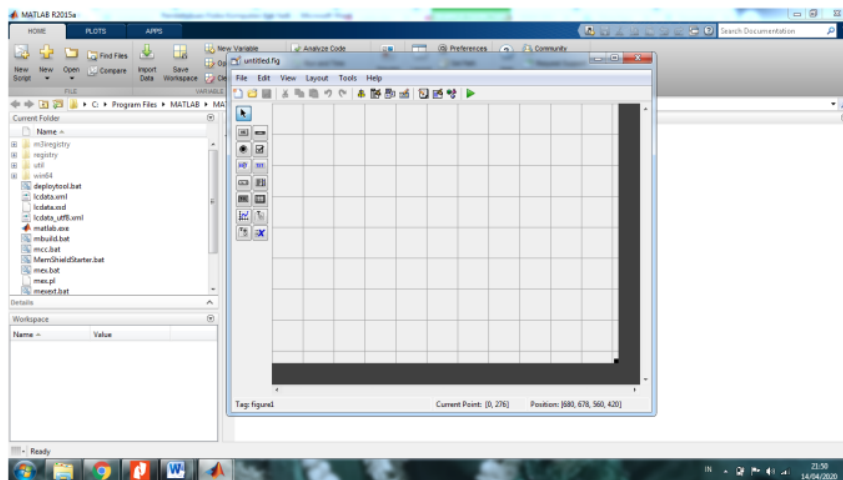 MATLAB R2015a
HOME PLOTS APPS
Search Documentation
New Script
New
Open
Find Files
Compare
Import Data
Save Workspace
New Variable
Analyze Code
Preferences
Community
FILE
VARIABLE
C: ▸ Program Files ▸ MATLAB ▸ MA
Current Folder
Name
m3iregistry
registry
util
win64
deploytool.bat
lcdata.xml
lcdata.xsd
lcdata_utf8.xml
matlab.exe
mbuild.bat
mcc.bat
MemShieldStarter.bat
mex.bat
mex.pl
mexext.bat
Details
Workspace
Name Value
untitled.fig
File Edit View Layout Tools Help
Tag: figure1 Current Point: [0, 276] Position: [680, 678, 560, 420]
Ready
IN
21:50
14/04/2020